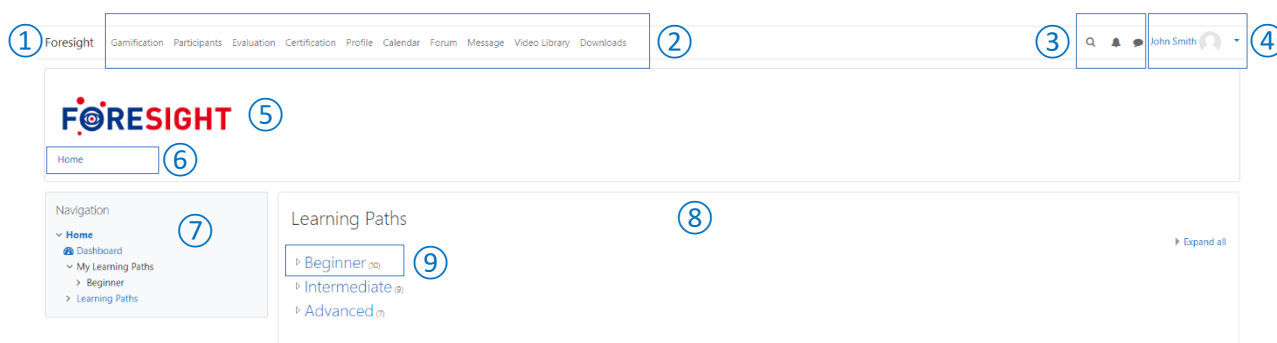 ① Foresight Gamification Participants Evaluation Certification Profile Calendar Forum Message Video Library Downloads ② ③ John Smith ④
FORESIGHT ⑤
Home ⑥
Navigation ⑦
Home
Dashboard
My Learning Paths
Beginner
Learning Paths
Learning Paths ⑧
Expand all
Beginner (10) ⑨
Intermediate (9)
Advanced (7)